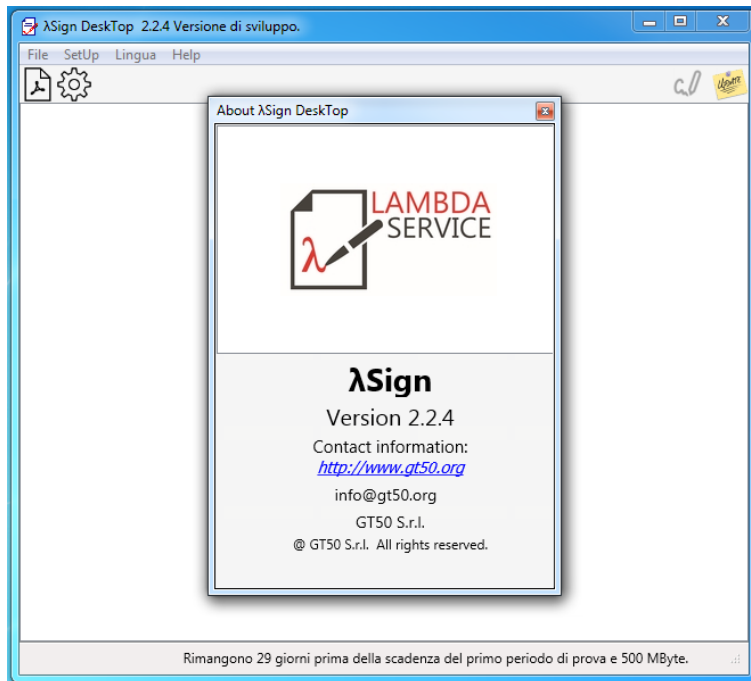 λSign DeskTop 2.2.4 Versione di sviluppo.
File SetUp Lingua Help
UPDATE
About λSign DeskTop
LAMBDA
SERVICE
λ
λSign
Version 2.2.4
Contact information:
http://www.gt50.org
info@gt50.org
GT50 S.r.l.
@ GT50 S.r.l. All rights reserved.
Rimangono 29 giorni prima della scadenza del primo periodo di prova e 500 MByte.